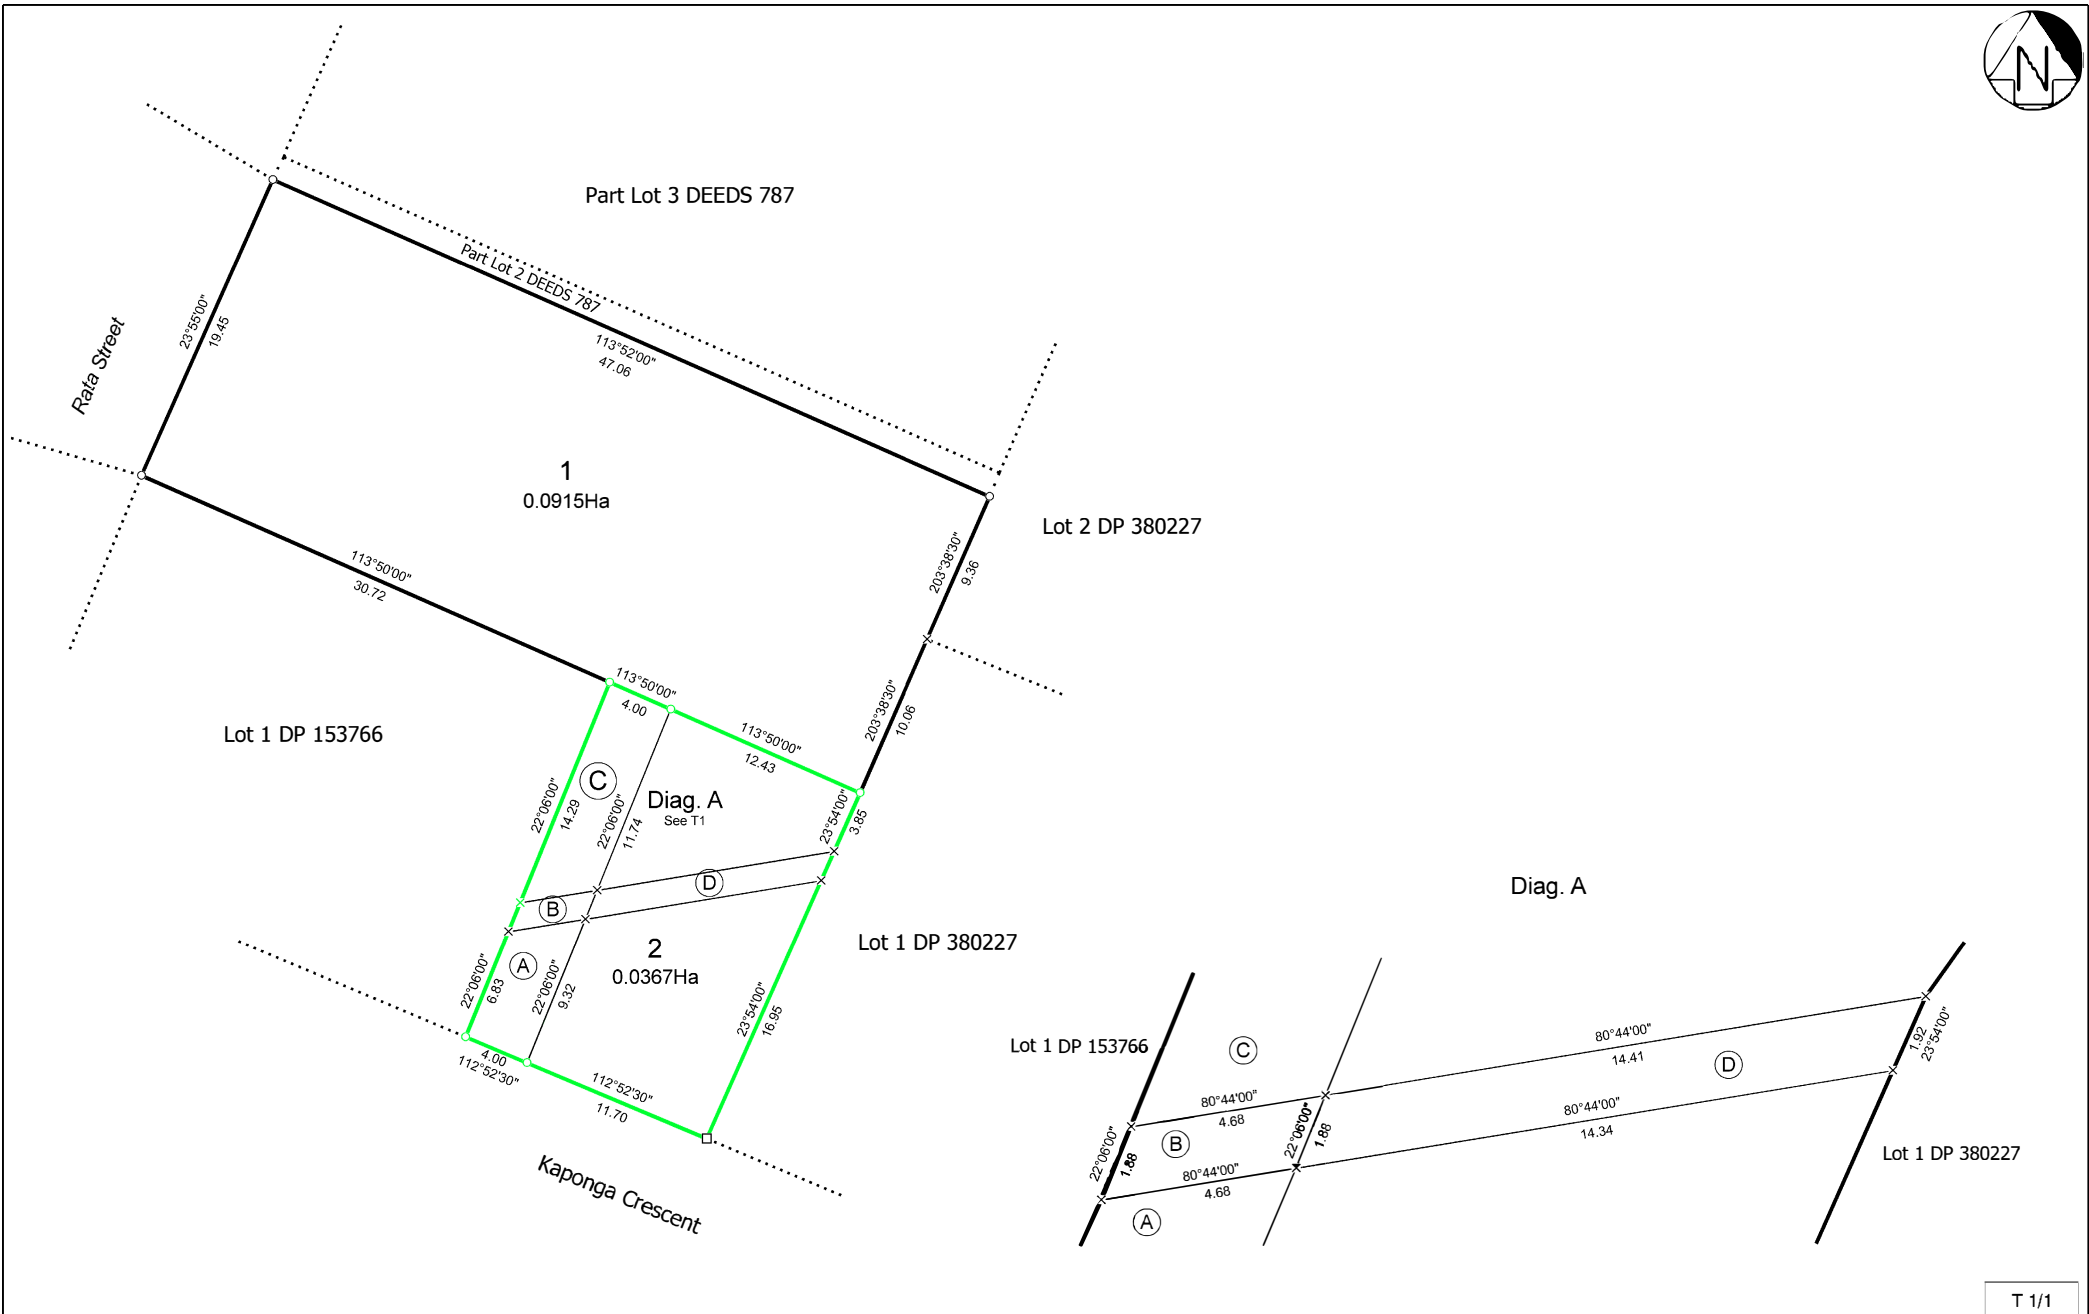 N
Part Lot 3 DEEDS 787
Part Lot 2 DEEDS 787
113°52'00"
47.06
23°55'00"
19.45
Rata Street
1
0.0915Ha
Lot 2 DP 380227
203°38'30"
9.36
113°50'00"
30.72
113°50'00"
4.00
203°38'30"
10.06
Lot 1 DP 153766
113°50'00"
12.43
C
22°06'00"
14.29
22°06'00"
11.74
Diag. A
See T1
23°54'00"
3.85
D
B
2
0.0367Ha
Lot 1 DP 380227
A
22°06'00"
6.83
22°06'00"
9.32
23°54'00"
16.95
4.00
112°52'30"
112°52'30"
11.70
Kaponga Crescent
Diag. A
Lot 1 DP 153766
C
80°44'00"
14.41
D
1.92
23°54'00"
80°44'00"
4.68
22°06'00"
1.88
B
22°06'00"
1.88
80°44'00"
14.34
80°44'00"
4.68
A
Lot 1 DP 380227
T 1/1